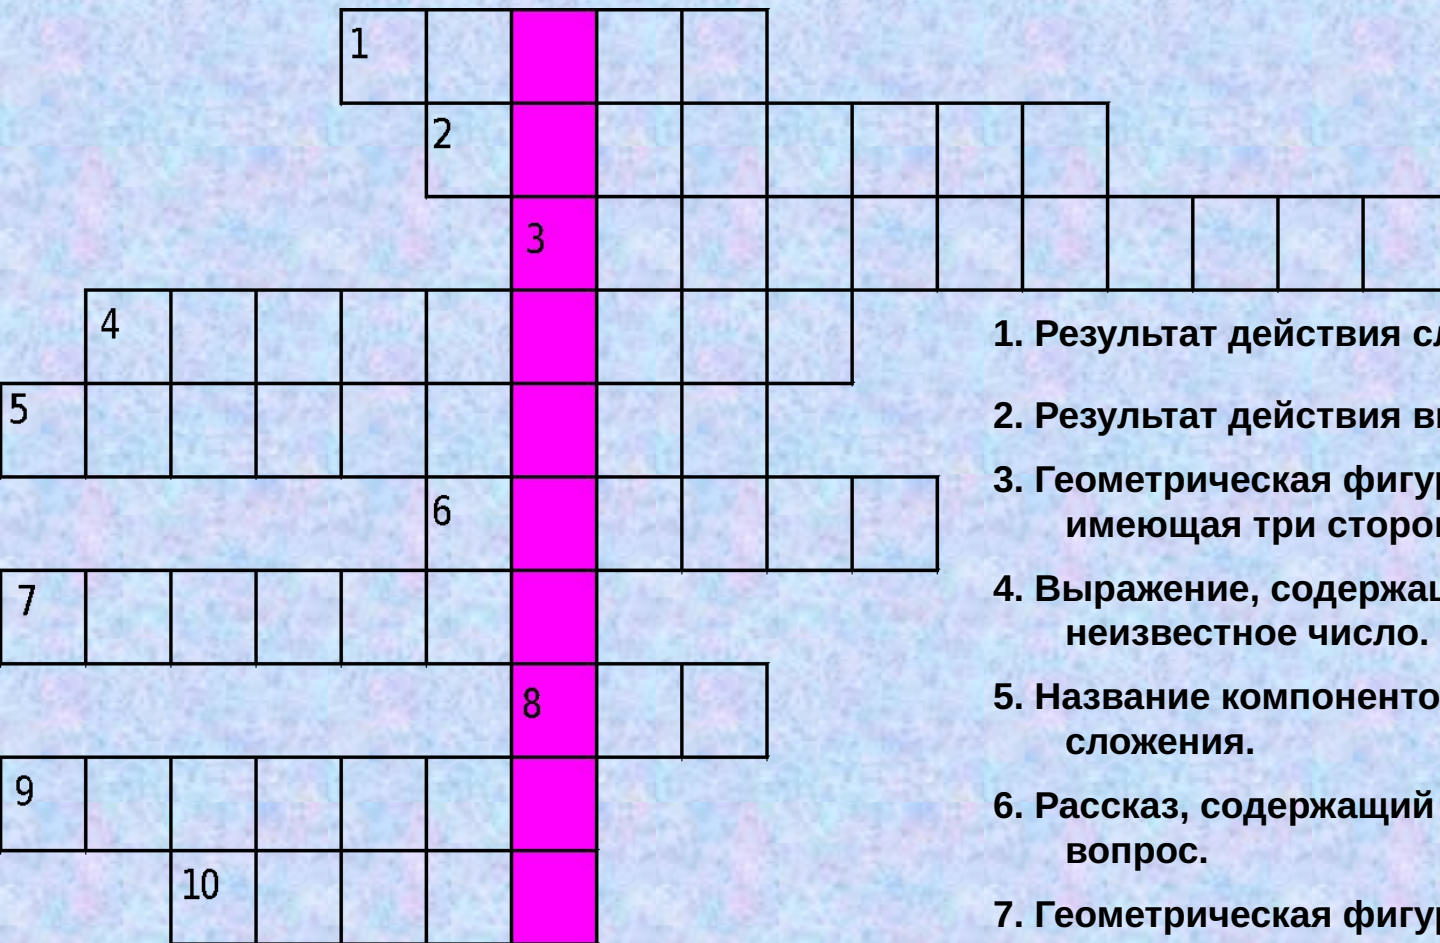 1
2
3
4
5
6
7
8
9
10
1. Результат действия
2. Результат действия
3. Геометрическая
имеющая три
4. Выражение,
неизвестное число.
5. Название
сложения.
6. Рассказ, содержащий
вопрос.
7. Геометрическая